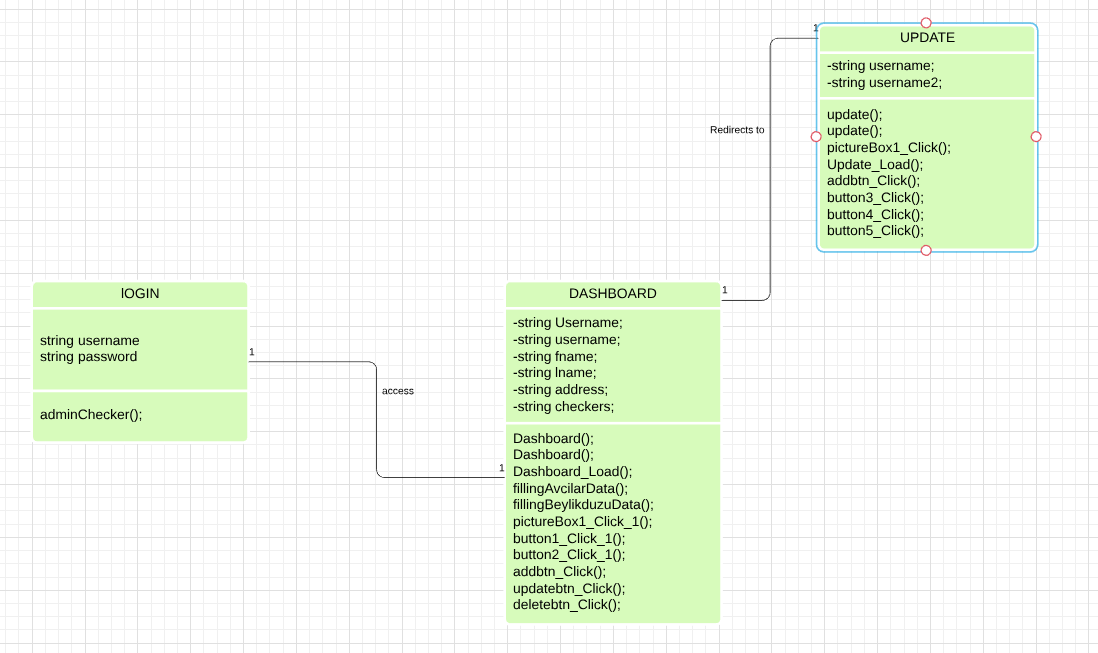 1
UPDATE
-string username;
-string username2;
update();
update();
pictureBox1_Click();
Update_Load();
addbtn_Click();
button3_Click();
button4_Click();
button5_Click();
Redirects to
lOGIN
string username
string password
adminChecker();
1
access
1
DASHBOARD
1
-string Username;
-string username;
-string fname;
-string lname;
-string address;
-string checkers;
Dashboard();
Dashboard();
Dashboard_Load();
fillingAvcilarData();
fillingBeylikduzuData();
pictureBox1_Click_1();
button1_Click_1();
button2_Click_1();
addbtn_Click();
updatebtn_Click();
deletebtn_Click();